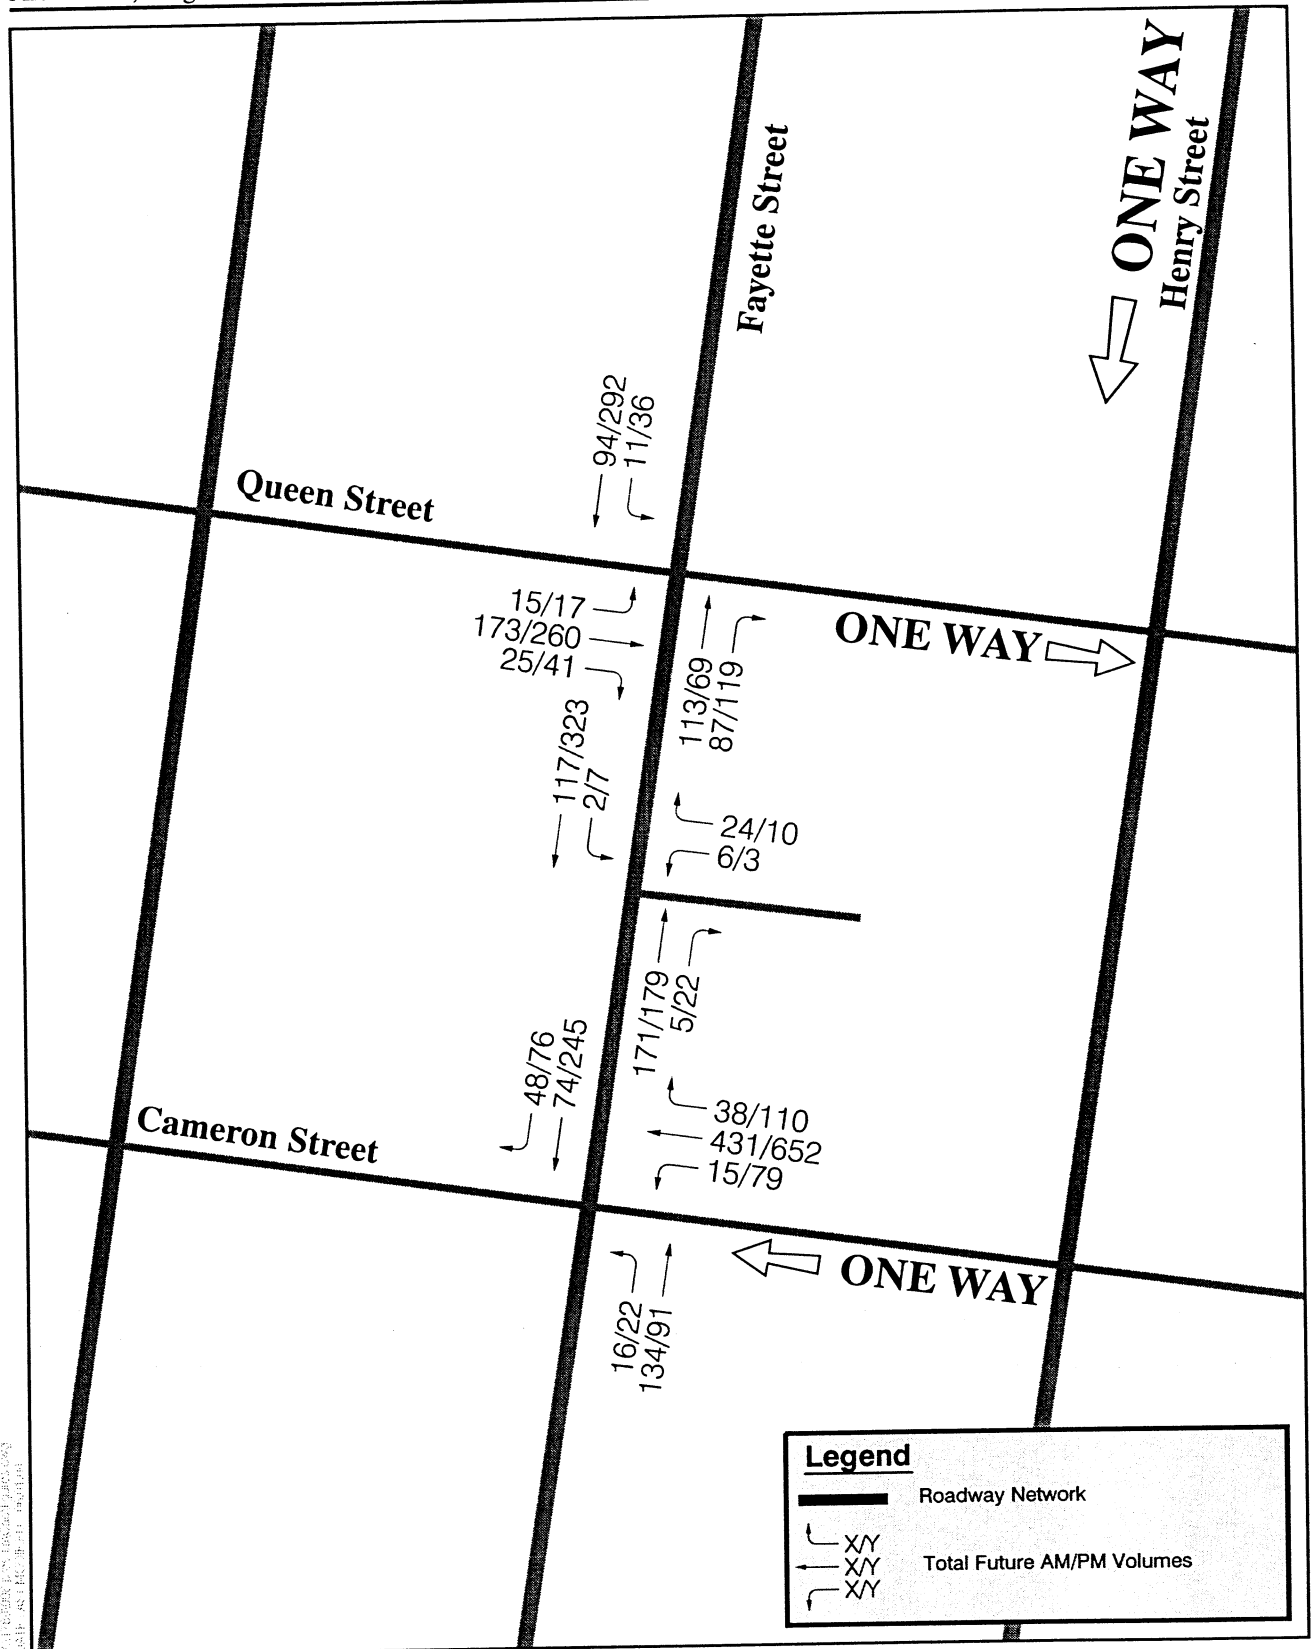 ONE WAY
Henry Street
Fayette Street
94/292
11/36
Queen Street
15/17
173/260
25/41
113/69
87/119
ONE WAY
117/323
2/7
24/10
6/3
171/179
5/22
48/76
74/245
38/110
431/652
15/79
Cameron Street
ONE WAY
16/22
134/91
Legend
Roadway Network
X/Y
X/Y
X/Y
Total Future AM/PM Volumes